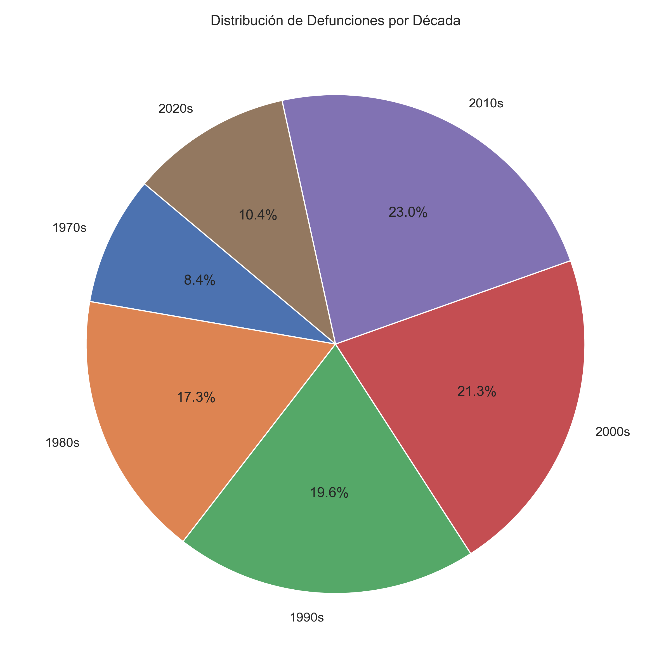 Distribución de Defunciones por Década
2010s
2020s
23.0%
10.4%
1970s
8.4%
21.3%
17.3%
2000s
1980s
19.6%
1990s